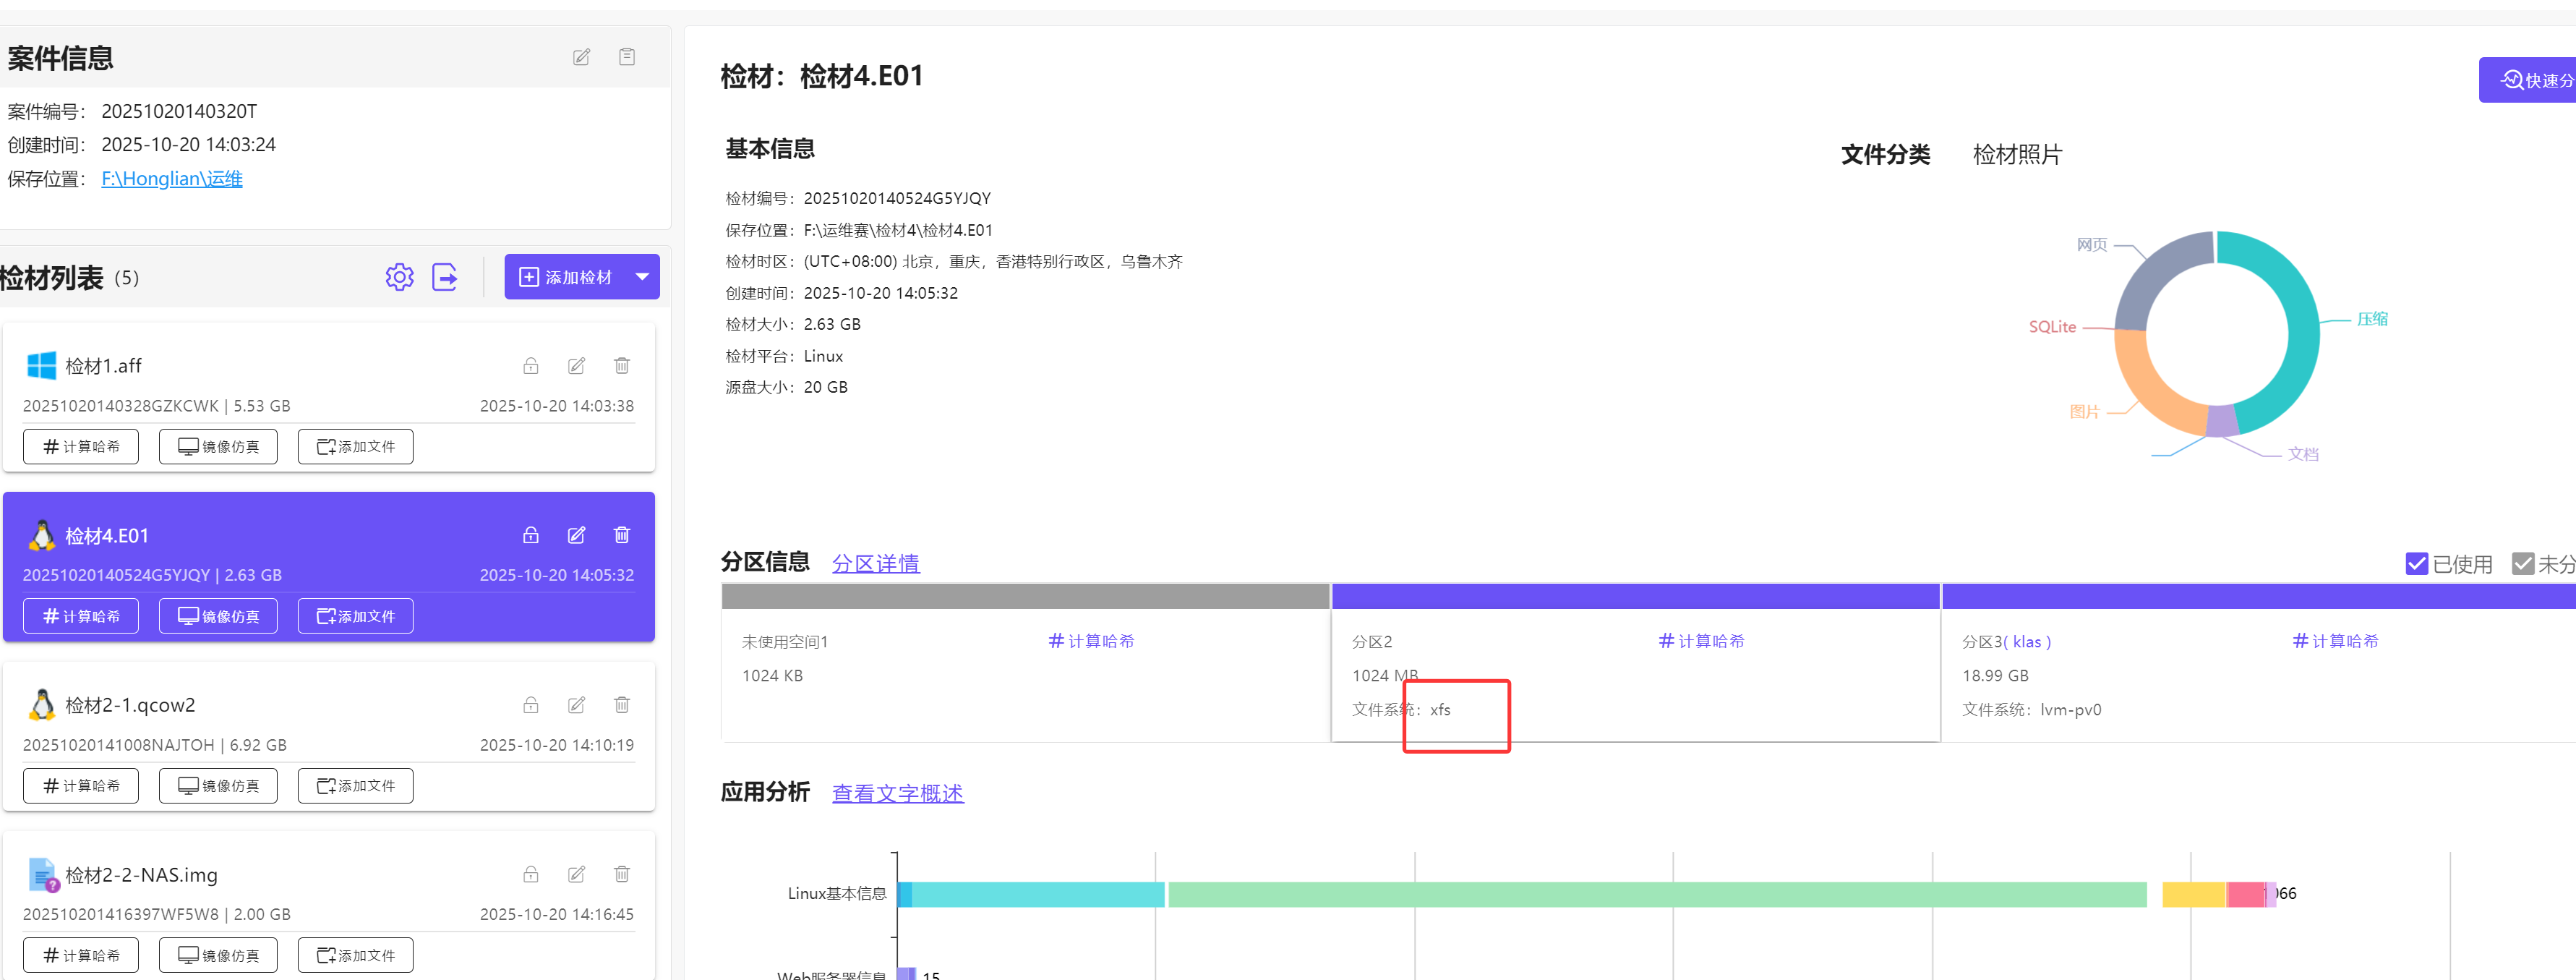 案件信息
案件编号: 20251020140320T
创建时间: 2025-10-20 14:03:24
保存位置: F:\Honglian\运维
检材列表 (5)
添加检材
检材1.aff
20251020140328GZKCWK | 5.53 GB
2025-10-20 14:03:38
计算哈希
镜像仿真
添加文件
检材4.E01
20251020140524G5YJQY | 2.63 GB
2025-10-20 14:05:32
计算哈希
镜像仿真
添加文件
检材2-1.qcow2
20251020141008NAJTOH | 6.92 GB
2025-10-20 14:10:19
计算哈希
镜像仿真
添加文件
检材2-2-NAS.img
202510201416397WF5W8 | 2.00 GB
2025-10-20 14:16:45
计算哈希
镜像仿真
添加文件
检材：检材4.E01
快速分
基本信息
检材编号：20251020140524G5YJQY
保存位置：F:\运维赛\检材4\检材4.E01
检材时区：(UTC+08:00) 北京，重庆，香港特别行政区，乌鲁木齐
创建时间：2025-10-20 14:05:32
检材大小：2.63 GB
检材平台：Linux
源盘大小：20 GB
文件分类
检材照片
网页
SQLite
压缩
图片
文档
分区信息
分区详情
已使用
未分
未使用空间1
计算哈希
1024 KB
分区2
计算哈希
1024 MB
文件系统：xfs
分区3( klas )
计算哈希
18.99 GB
文件系统：lvm-pv0
应用分析
查看文字概述
Linux基本信息
066
Web服务器信息
15